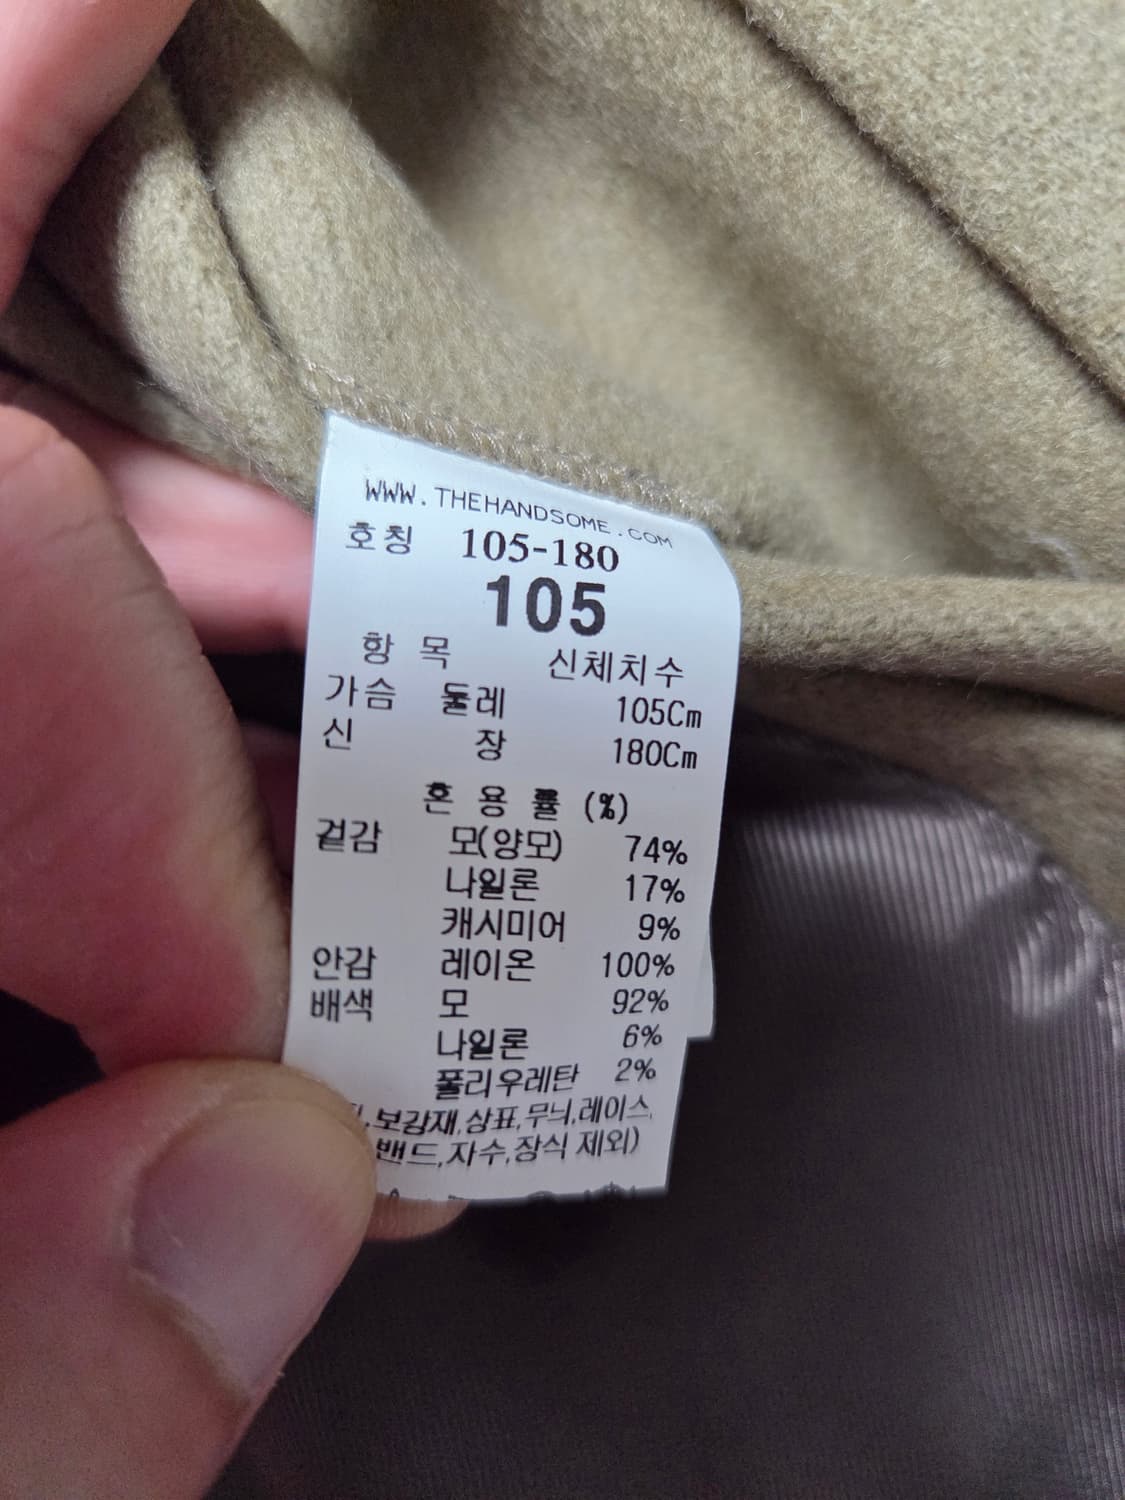 WWW.THEHANDSOME.COM
호칭 105-180
105
항 목 신체치수
가슴 둘레 105Cm
신 장 180Cm
혼 용 률 (%)
겉감 모(양모) 74%
나일론 17%
캐시미어 9%
안감 레이온 100%
배색 모 92%
나일론 6%
폴리우레탄 2%
,보강재,상표,무늬,레이스,
밴드,자수,장식 제외)